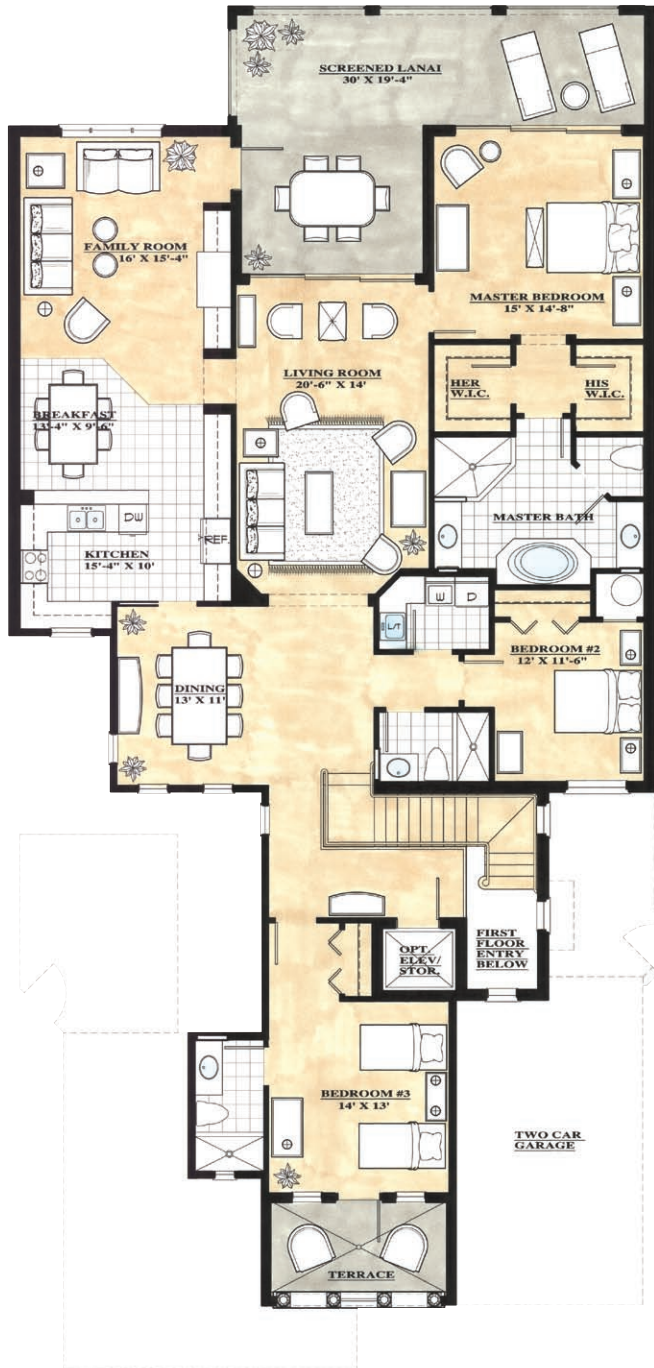 SCREENED LANAI
30' X 19'-4"
FAMILY ROOM
16' X 15'-4"
MASTER BEDROOM
15' X 14'-8"
LIVING ROOM
20'-6" X 14'
HER
W.I.C.
HIS
W.I.C.
BREAKFAST
13'-4" X 9'-6"
MASTER BATH
DW
REF.
KITCHEN
15'-4" X 10'
W D
LT
BEDROOM #2
12' X 11'-6"
DINING
13' X 11'
OPT.
ELEV/
STOR.
FIRST
FLOOR
ENTRY
BELOW
BEDROOM #3
14' X 13'
TWO CAR
GARAGE
TERRACE